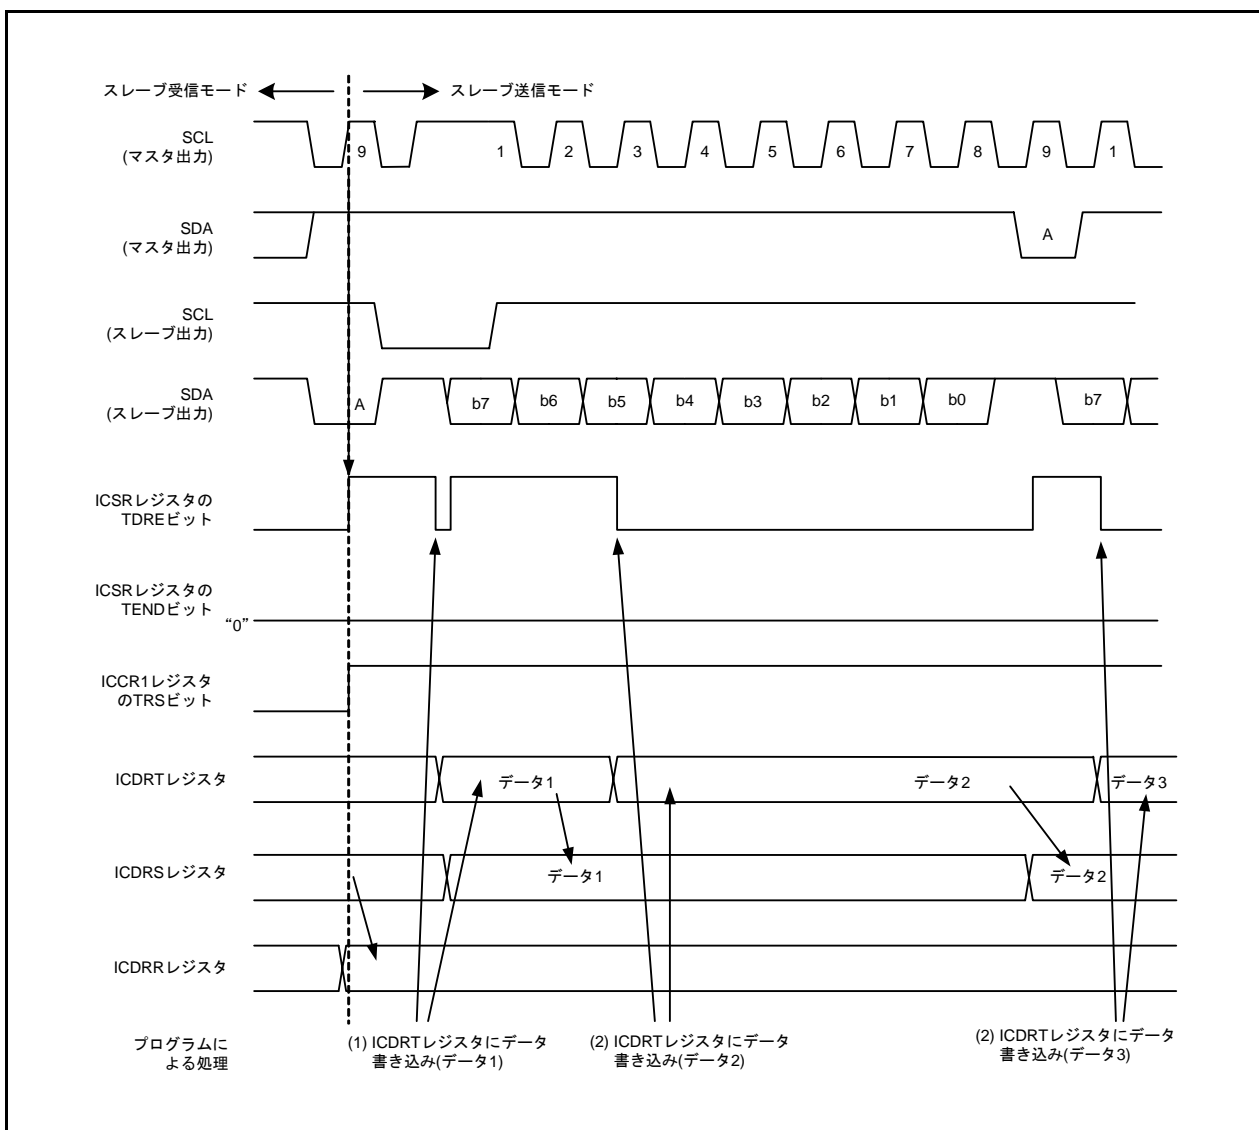 スレーブ受信モード スレーブ送信モード
SCL
(マスタ出力)
9 1 2 3 4 5 6 7 8 9 1
SDA
(マスタ出力)
A
SCL
(スレーブ出力)
SDA
(スレーブ出力)
A b7 b6 b5 b4 b3 b2 b1 b0 b7
ICSRレジスタの
TDREビット
ICSRレジスタの
TENDビット
“0”
ICCR1レジスタ
のTRSビット
ICDRTレジスタ データ1 データ2 データ3
ICDRSレジスタ データ1 データ2
ICDRRレジスタ
プログラムに
よる処理
(1) ICDRTレジスタにデータ
書き込み(データ1)
(2) ICDRTレジスタにデータ
書き込み(データ2)
(2) ICDRTレジスタにデータ
書き込み(データ3)